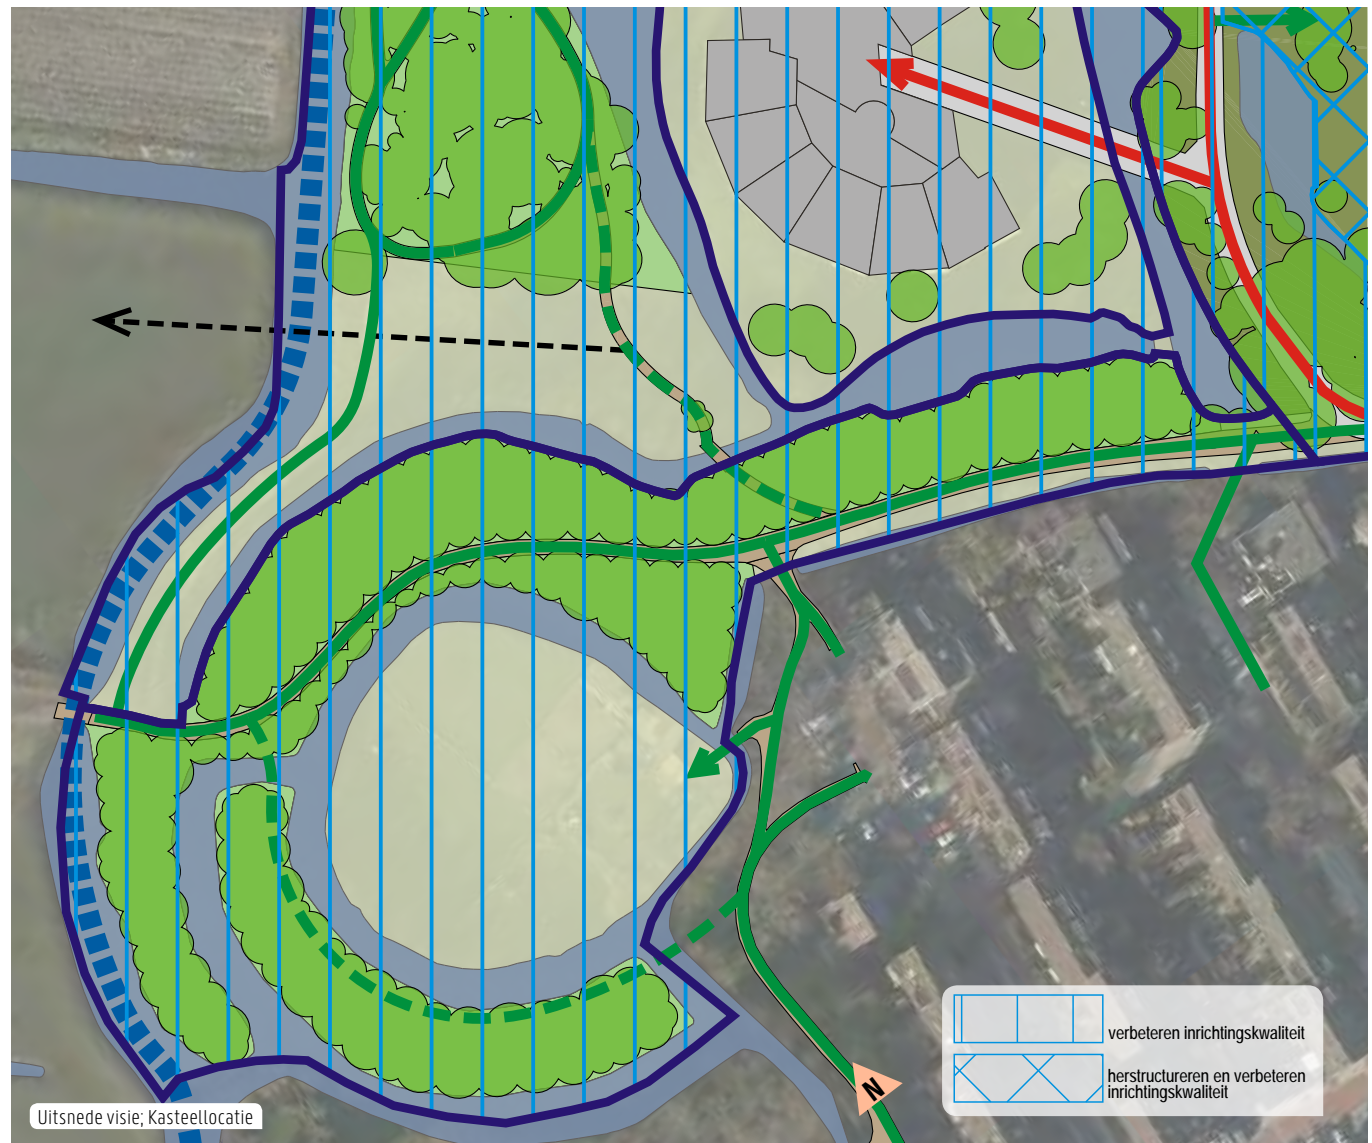 verbeteren inrichtingskwaliteit
herstructureren en verbeteren
inrichtingskwaliteit
N
Uitsnede visie; Kasteellocatie